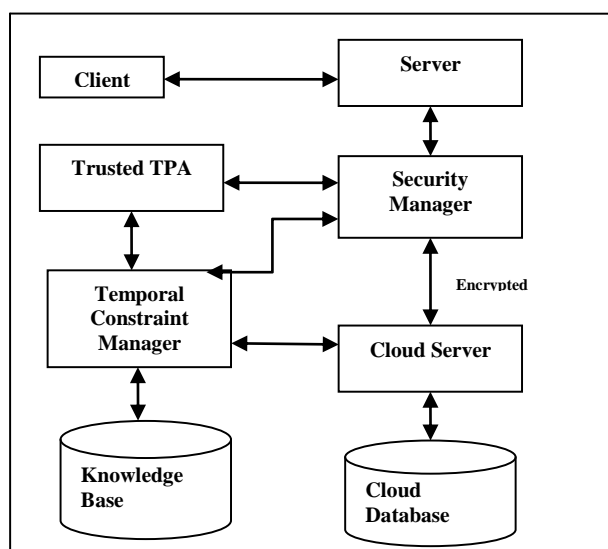 Client
Server
Trusted TPA
Security
Manager
Temporal
Constraint
Manager
Encrypted
Cloud Server
Knowledge
Base
Cloud
Database